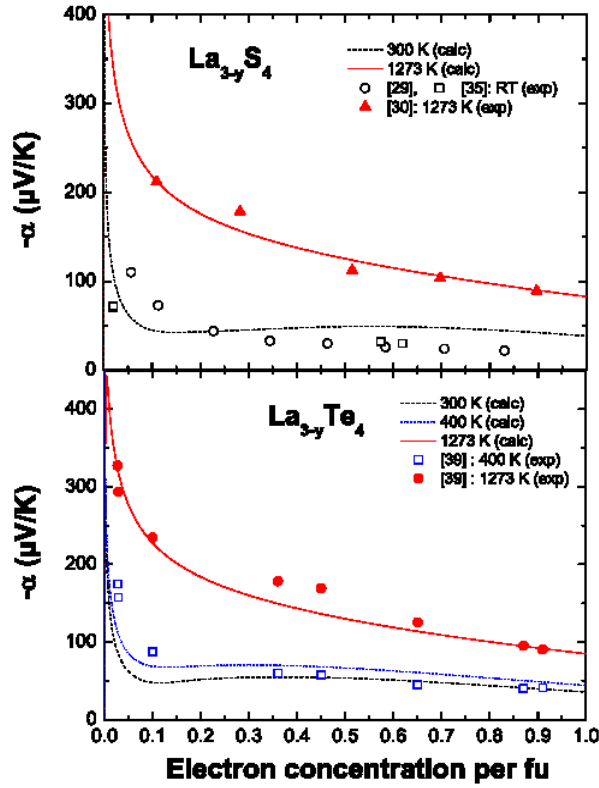 400
La3-yS4
300 K (calc)
1273 K (calc)
[29], [35]: RT (exp)
[30]: 1273 K (exp)
300
200
100
0
-α (µV/K)
La3-yTe4
300 K (calc)
400 K (calc)
1273 K (calc)
[39] : 400 K (exp)
[39] : 1273 K (exp)
400
300
200
100
0
-α (µV/K)
0.0 0.1 0.2 0.3 0.4 0.5 0.6 0.7 0.8 0.9 1.0
Electron concentration per fu